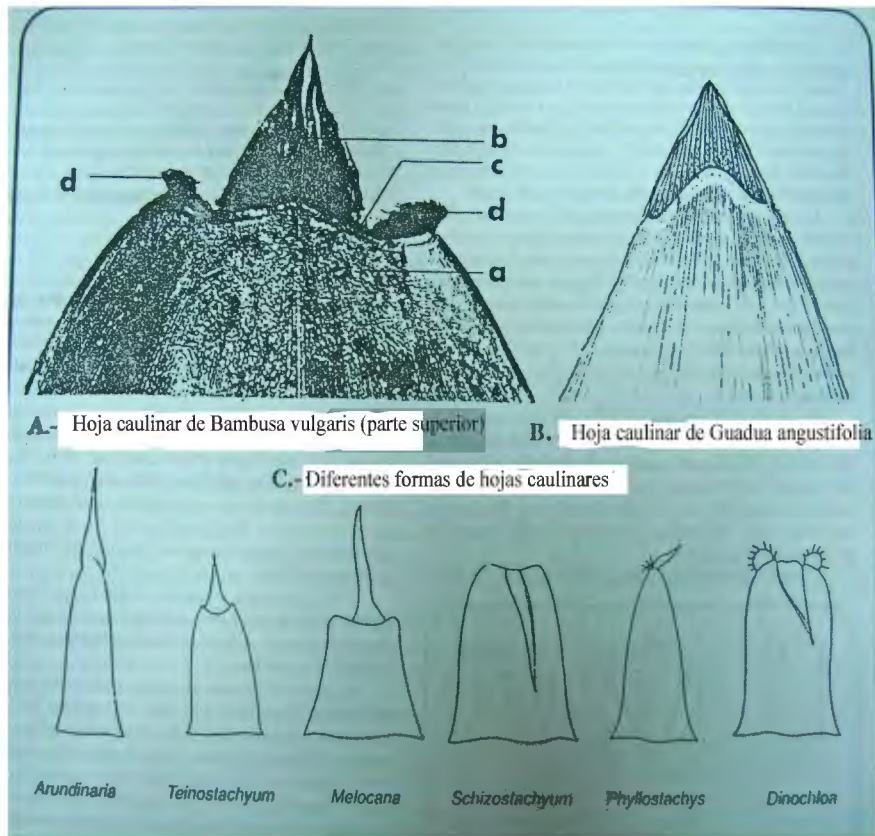 b
c
d
d
a
A.- Hoja caulinar de Bambusa vulgaris (parte superior)
B. Hoja caulinar de Guadua angustifolia
C.- Diferentes formas de hojas caulinares
Arundinaria Teinostachyum Melocana Schizostachyum Phyllostachys Dinochloa